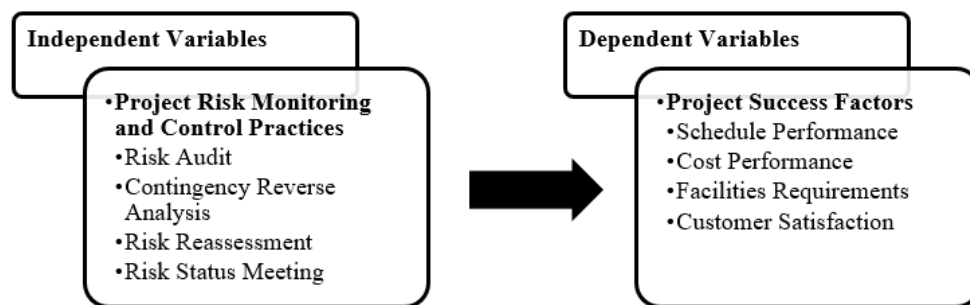 Independent Variables
•Project Risk Monitoring
and Control Practices
•Risk Audit
•Contingency Reverse
Analysis
•Risk Reassessment
•Risk Status Meeting
Dependent Variables
•Project Success Factors
•Schedule Performance
•Cost Performance
•Facilities Requirements
•Customer Satisfaction